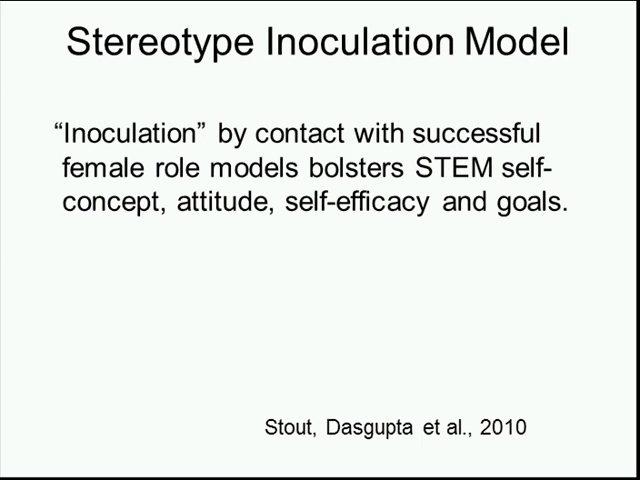 Stereotype Inoculation Model
“Inoculation” by contact with successful
female role models bolsters STEM self-
concept, attitude, self-efficacy and goals.
Stout, Dasgupta et al., 2010